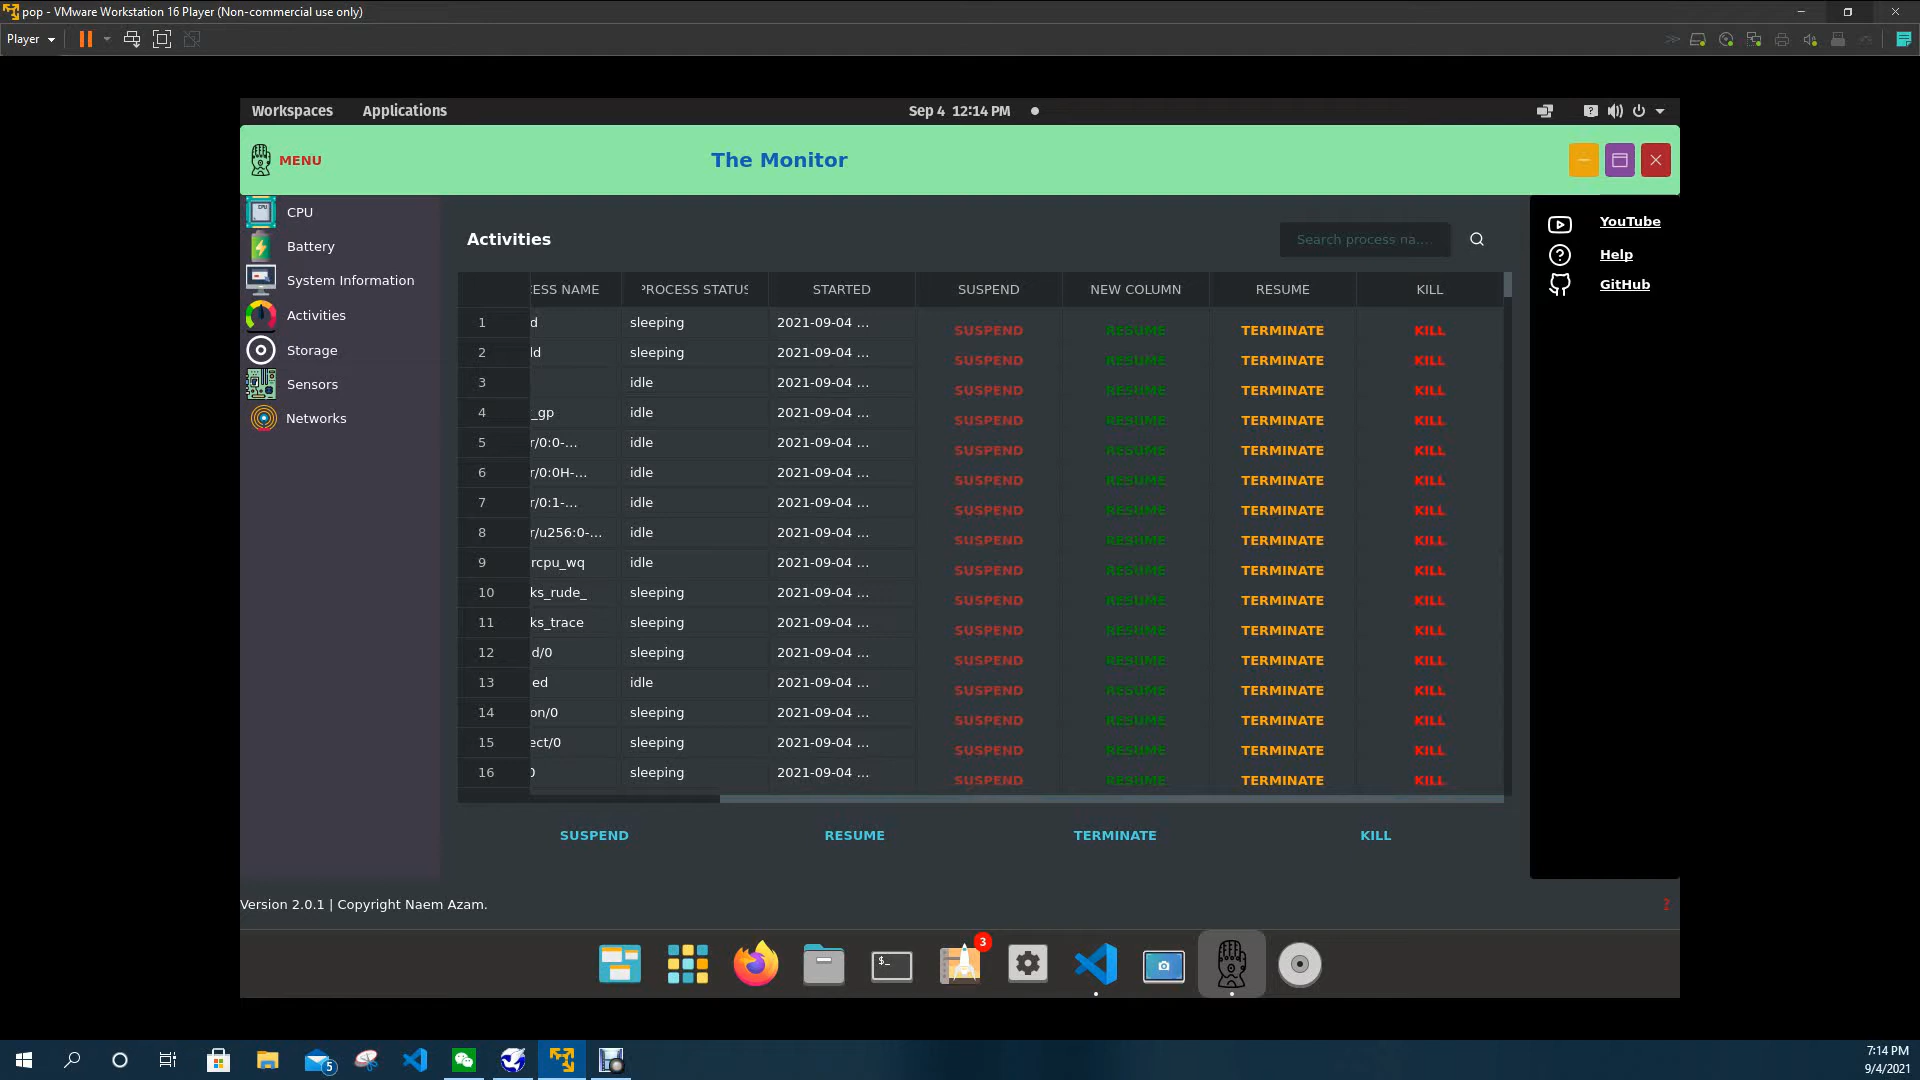 pop - VMware Workstation 16 Player (Non-commercial use only)
Player
Workspaces Applications Sep 4 12:14 PM
MENU The Monitor
CPU
Battery
System Information
Activities
Storage
Sensors
Networks
Activities Search process na....
YouTube
Help
GitHub
ESS NAME PROCESS STATUS STARTED SUSPEND NEW COLUMN RESUME KILL
1 d sleeping 2021-09-04 ... SUSPEND RESUME TERMINATE KILL
2 ld sleeping 2021-09-04 ... SUSPEND RESUME TERMINATE KILL
3 idle 2021-09-04 ... SUSPEND RESUME TERMINATE KILL
4 _gp idle 2021-09-04 ... SUSPEND RESUME TERMINATE KILL
5 r/0:0-... idle 2021-09-04 ... SUSPEND RESUME TERMINATE KILL
6 r/0:0H-... idle 2021-09-04 ... SUSPEND RESUME TERMINATE KILL
7 r/0:1-... idle 2021-09-04 ... SUSPEND RESUME TERMINATE KILL
8 r/u256:0-... idle 2021-09-04 ... SUSPEND RESUME TERMINATE KILL
9 rcpu_wq idle 2021-09-04 ... SUSPEND RESUME TERMINATE KILL
10 ks_rude_ sleeping 2021-09-04 ... SUSPEND RESUME TERMINATE KILL
11 ks_trace sleeping 2021-09-04 ... SUSPEND RESUME TERMINATE KILL
12 d/0 sleeping 2021-09-04 ... SUSPEND RESUME TERMINATE KILL
13 ed idle 2021-09-04 ... SUSPEND RESUME TERMINATE KILL
14 on/0 sleeping 2021-09-04 ... SUSPEND RESUME TERMINATE KILL
15 ect/0 sleeping 2021-09-04 ... SUSPEND RESUME TERMINATE KILL
16 sleeping 2021-09-04 ... SUSPEND RESUME TERMINATE KILL
SUSPEND RESUME TERMINATE KILL
Version 2.0.1 | Copyright Naem Azam. ?
3
$_
5
7:14 PM
9/4/2021